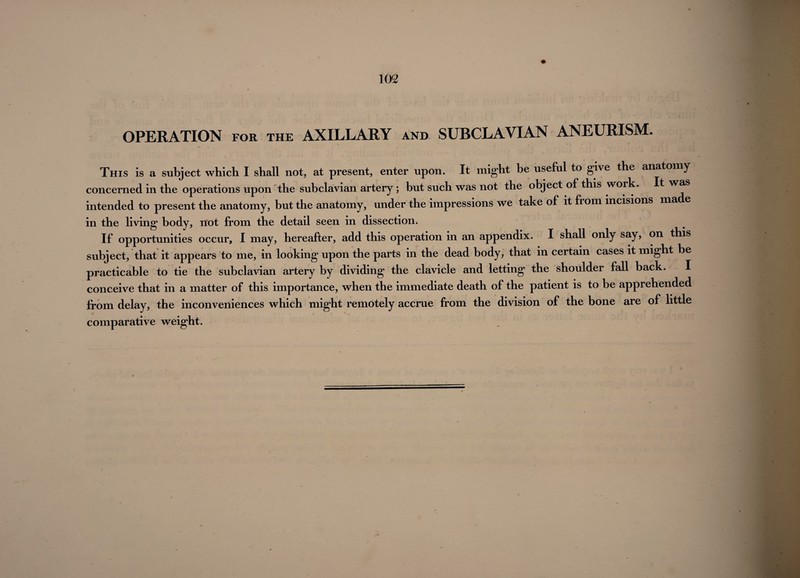 102
OPERATION FOR THE AXILLARY AND SUBCLAVIAN ANEURISM.
This is a subject which I shall not, at present, enter upon. It might be useful to give the anatomy
concerned in the operations upon the subclavian artery; but such was not the object of this work. It was
intended to present the anatomy, but the anatomy, under the impressions we take of it from incisions made
in the living body, not from the detail seen in dissection.
If opportunities occur, I may, hereafter, add this operation in an appendix. I shall only say, on this
subject, that it appears to me, in looking upon the parts in the dead body, that in certain cases it might be
practicable to tie the subclavian artery by dividing the clavicle and letting the shoulder fall back. I
conceive that in a matter of this importance, when the immediate death of the patient is to be apprehended
from delay, the inconveniences which might remotely accrue from the division of the bone are of little
comparative weight.